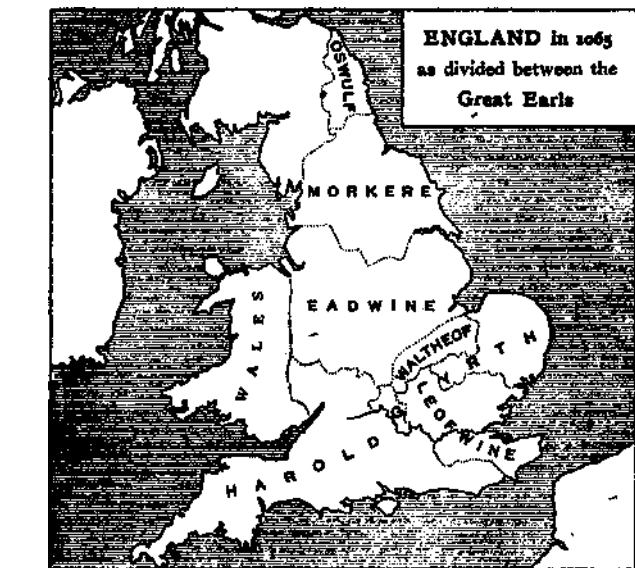 ENGLAND in 1065
as divided between the
Great Earls
OSWULF
MORKERE
EADWINE
WALES
WALTHEOF
GYRTH
LEOFWINE
HAROLD